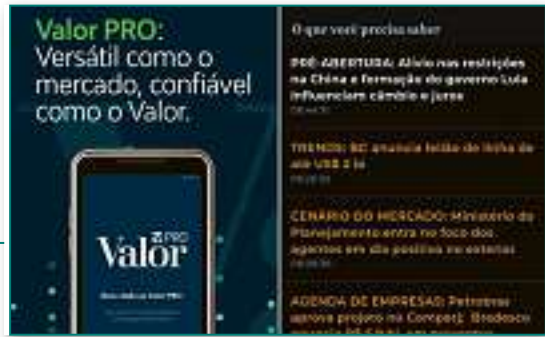 Valor PRO:
Versátil como o
mercado, confiável
como o Valor.
Valor PRO
O que você precisa saber
PRÉ-ABERTURA: Alívio nas restrições
na China e formação do governo Lula
influenciam câmbio e juros
TRENDS: BC anuncia leilão de linha de
até US$ 2 bi
CENÁRIO DO MERCADO: Ministério do
Planejamento entra no foco dos
agentes em dia positivo no exterior
AGENDA DE EMPRESAS: Petrobras
aprova projeto no Comperj; Bradesco